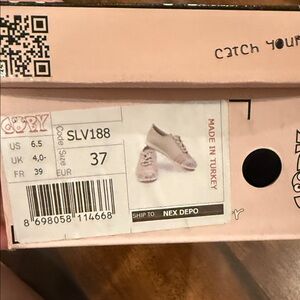 catch your
GOBY
Code SLV188
US 6.5
UK 4,0-
FR 39
Size EUR 37
MADE IN TURKEY
8 698058 114668
SHIP TO: NEX DEPO